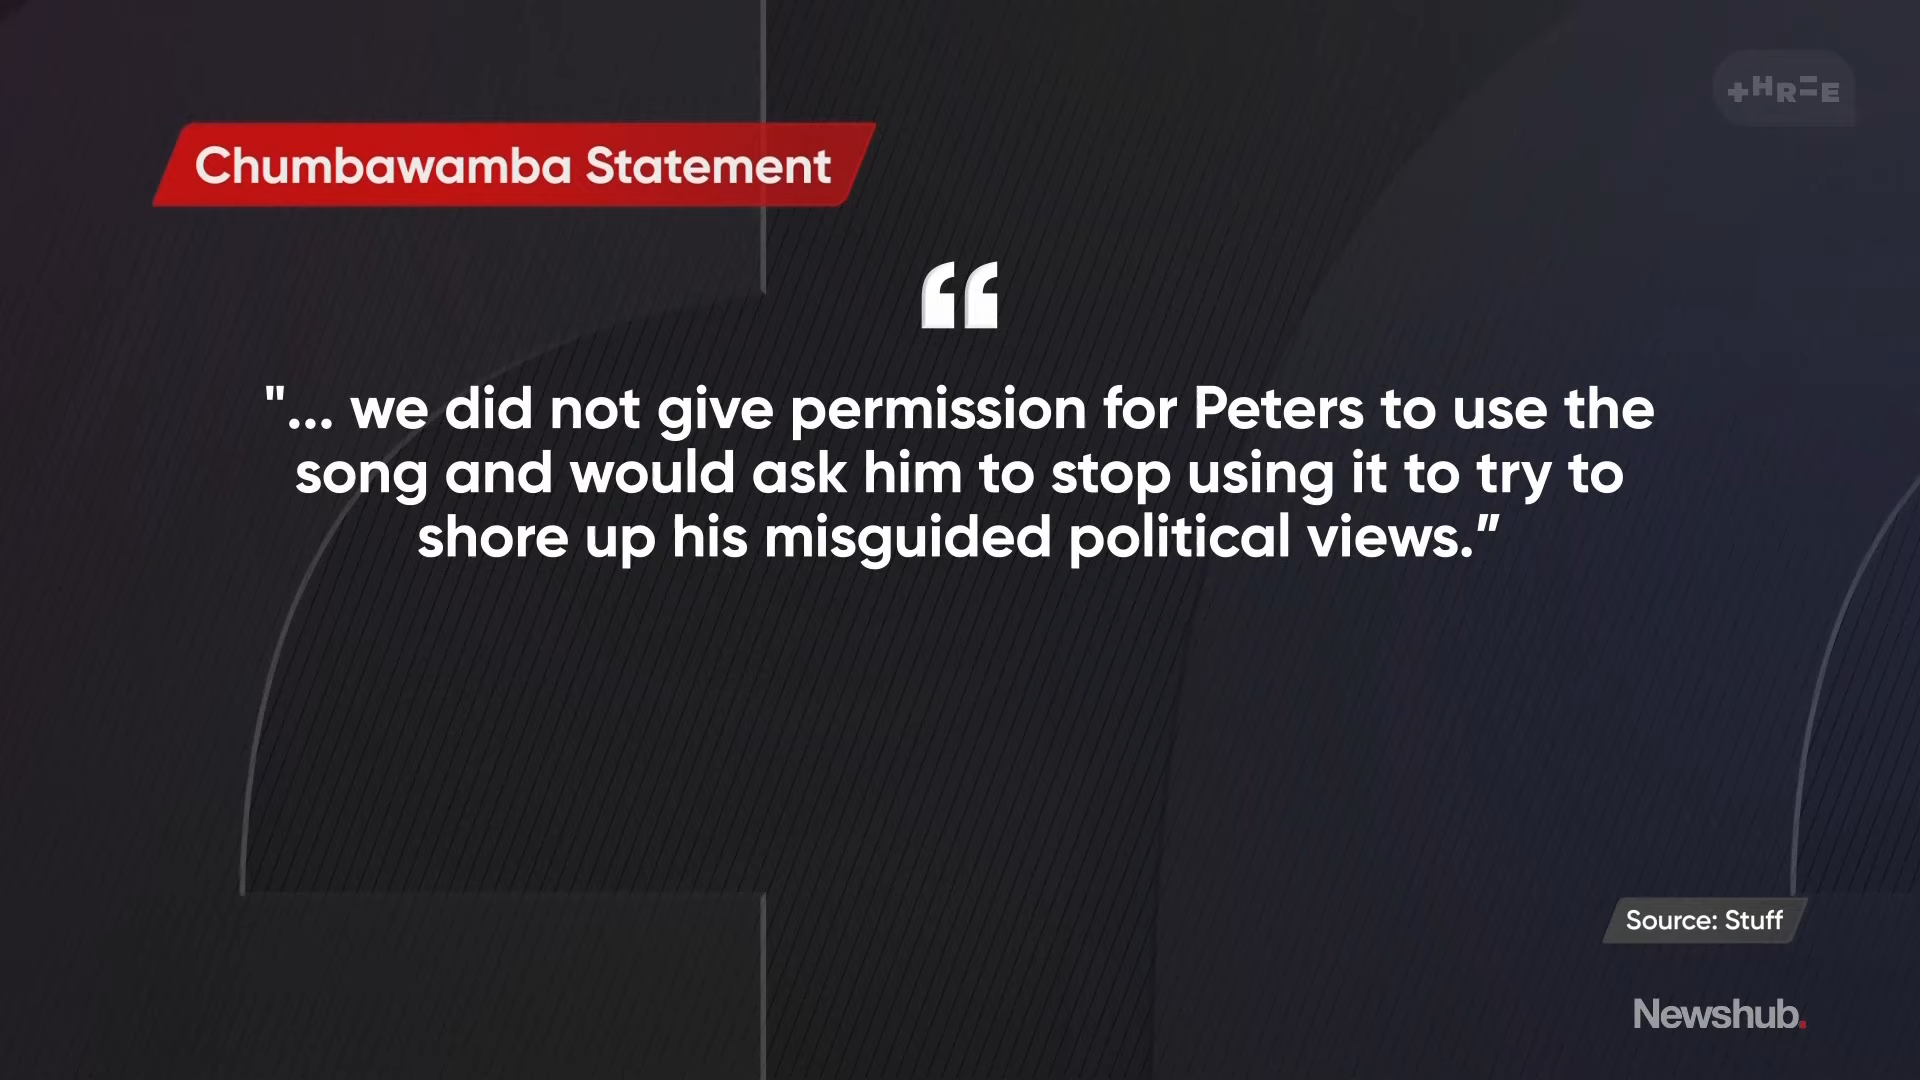 +HR=E
Chumbawamba Statement
“
"... we did not give permission for Peters to use the
song and would ask him to stop using it to try to
shore up his misguided political views.”
Source: Stuff
Newshub.